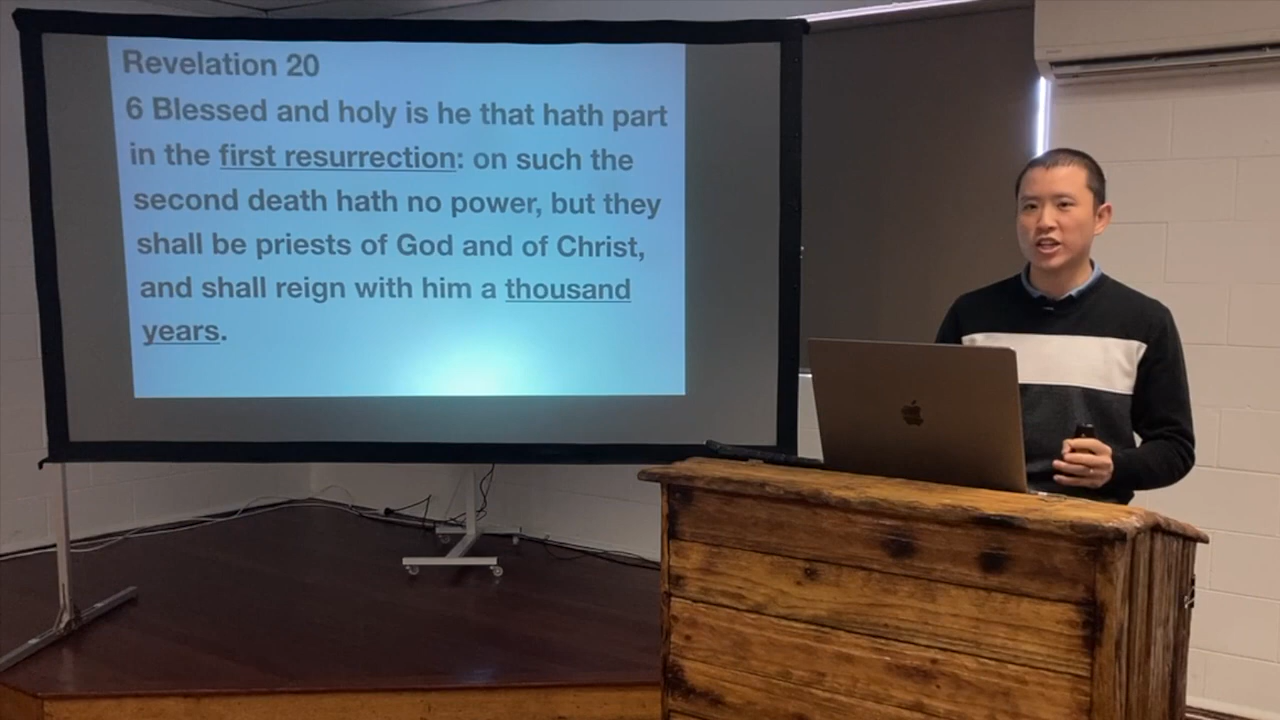 Revelation 20
6 Blessed and holy is he that hath part
in the first resurrection: on such the
second death hath no power, but they
shall be priests of God and of Christ,
and shall reign with him a thousand
years.